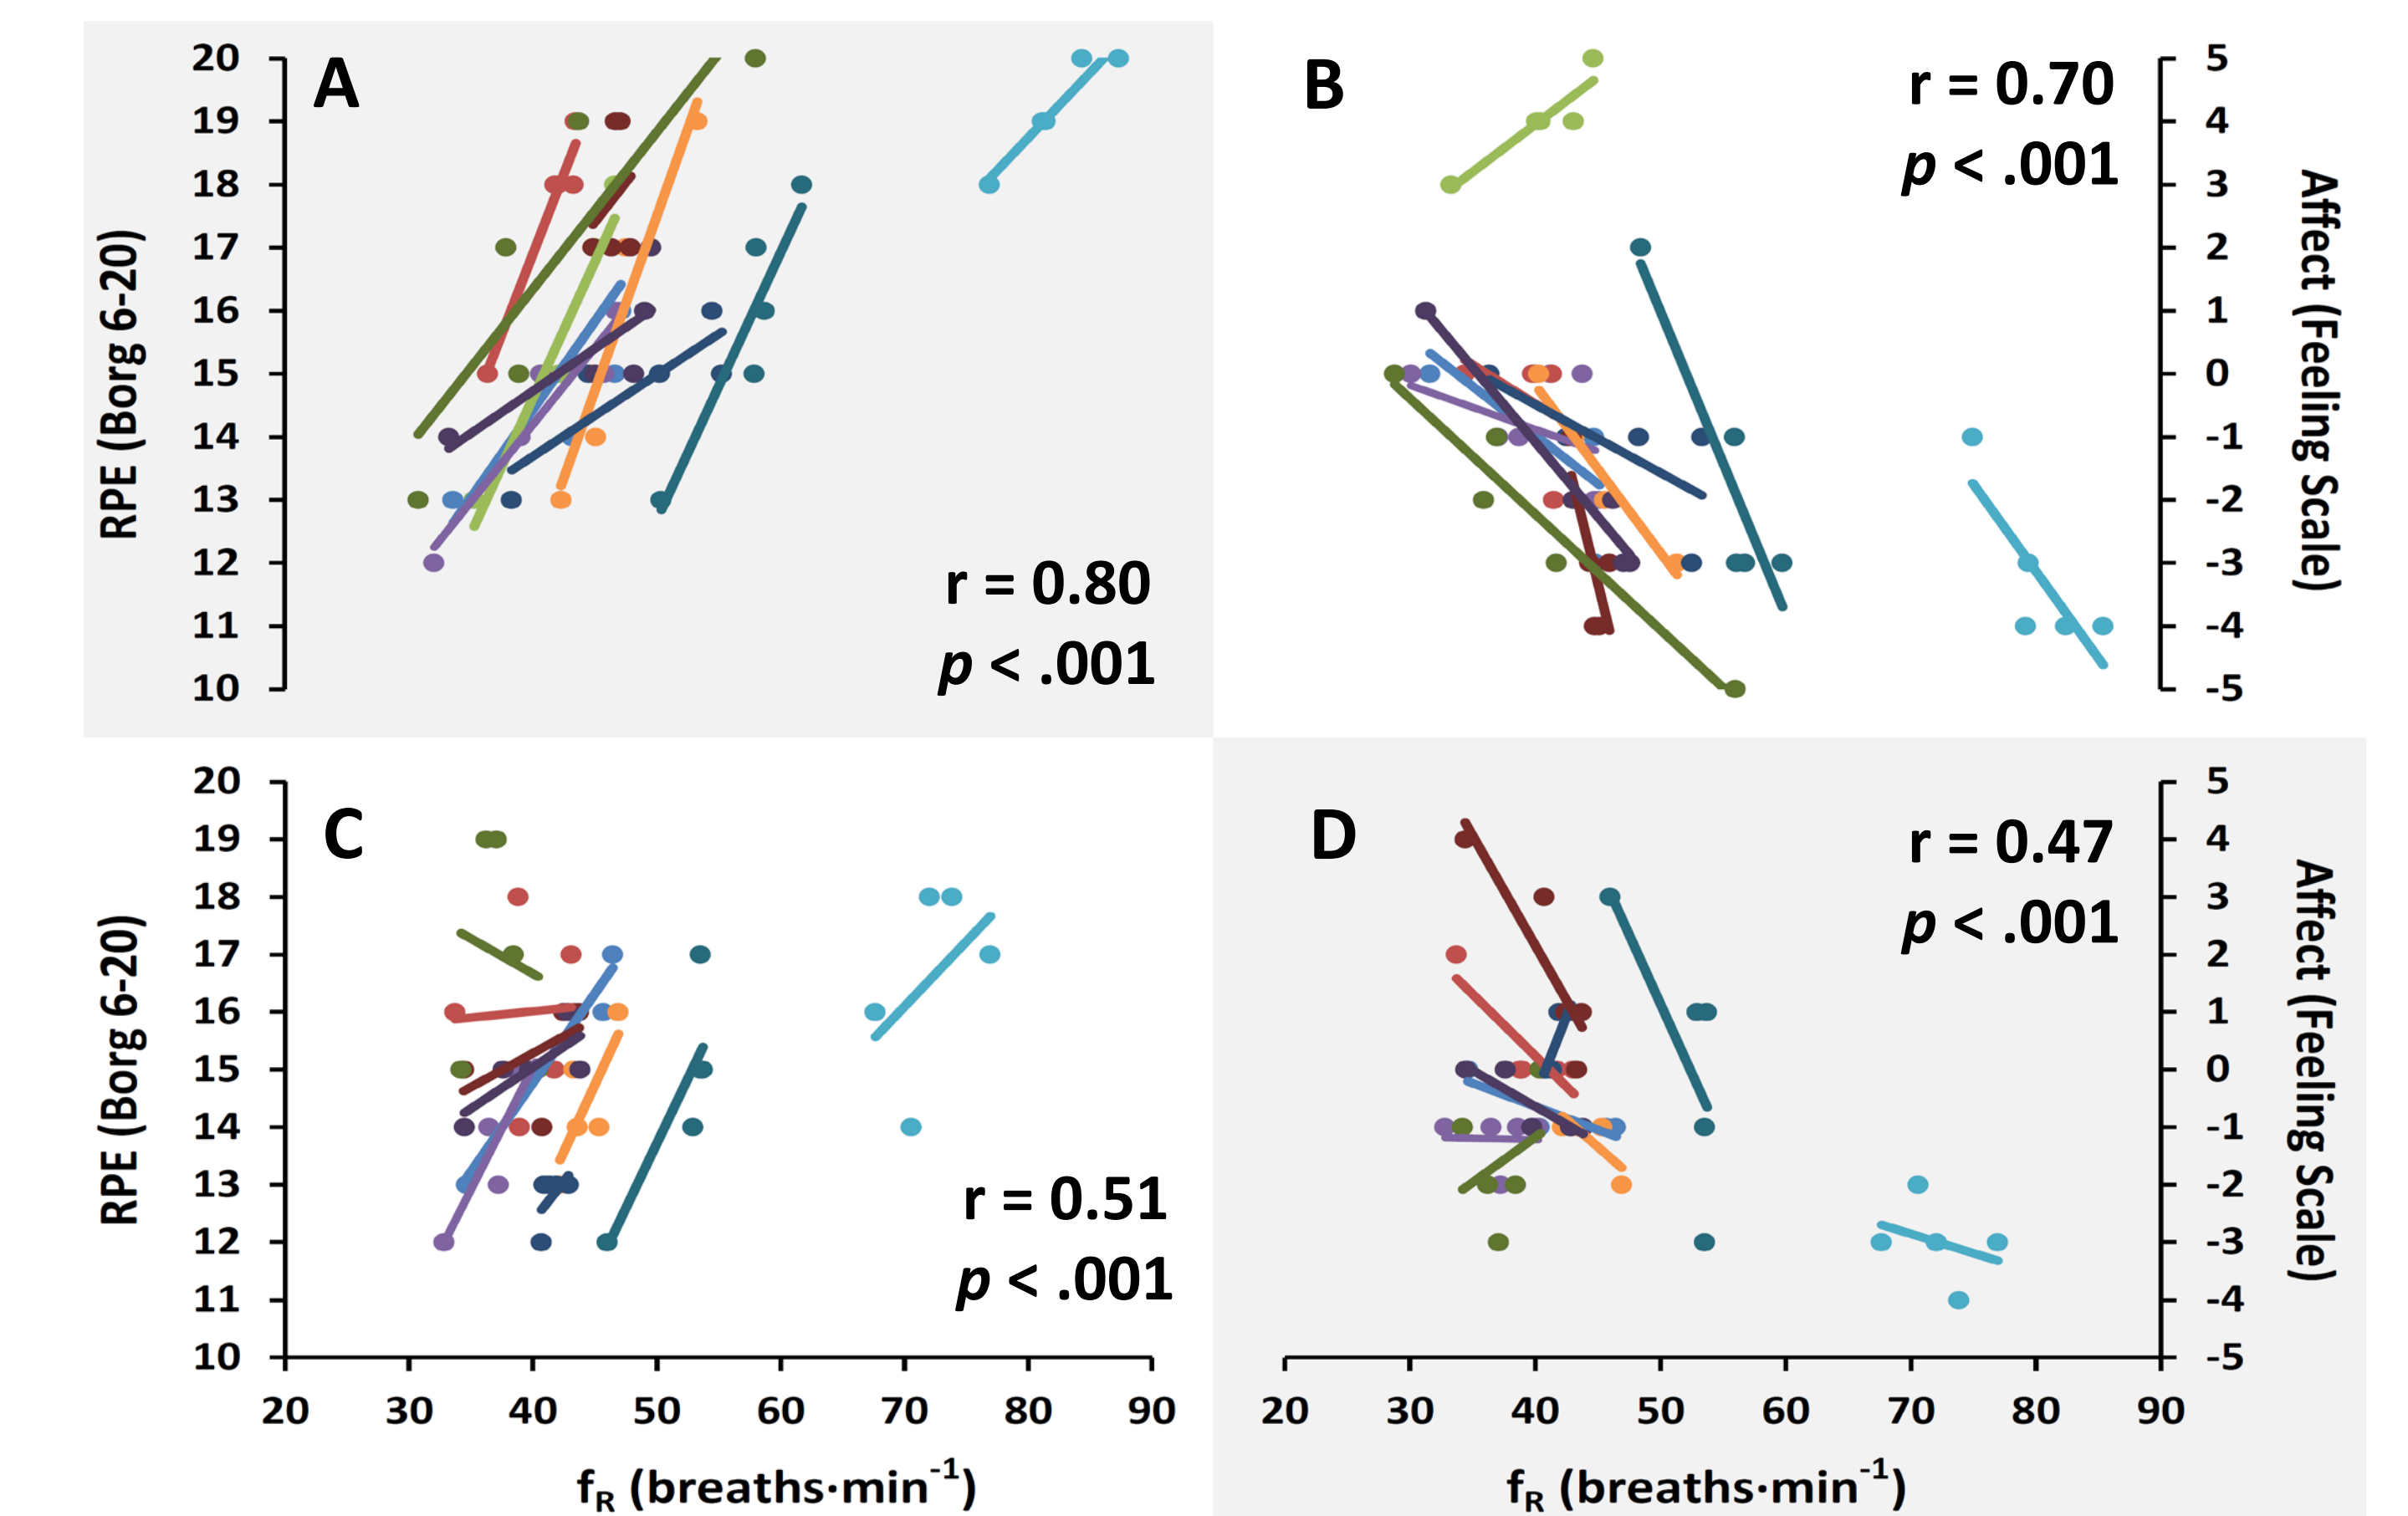 A
20
19
18
17
16
15
14
13
12
11
10
RPE (Borg 6-20)
r = 0.80
p < .001
B
r = 0.70
p < .001
5
4
3
2
1
0
-1
-2
-3
-4
-5
Affect (Feeling Scale)
C
20
19
18
17
16
15
14
13
12
11
10
RPE (Borg 6-20)
r = 0.51
p < .001
20 30 40 50 60 70 80 90
fR (breaths·min-1)
D
r = 0.47
p < .001
5
4
3
2
1
0
-1
-2
-3
-4
-5
Affect (Feeling Scale)
20 30 40 50 60 70 80 90
fR (breaths·min-1)